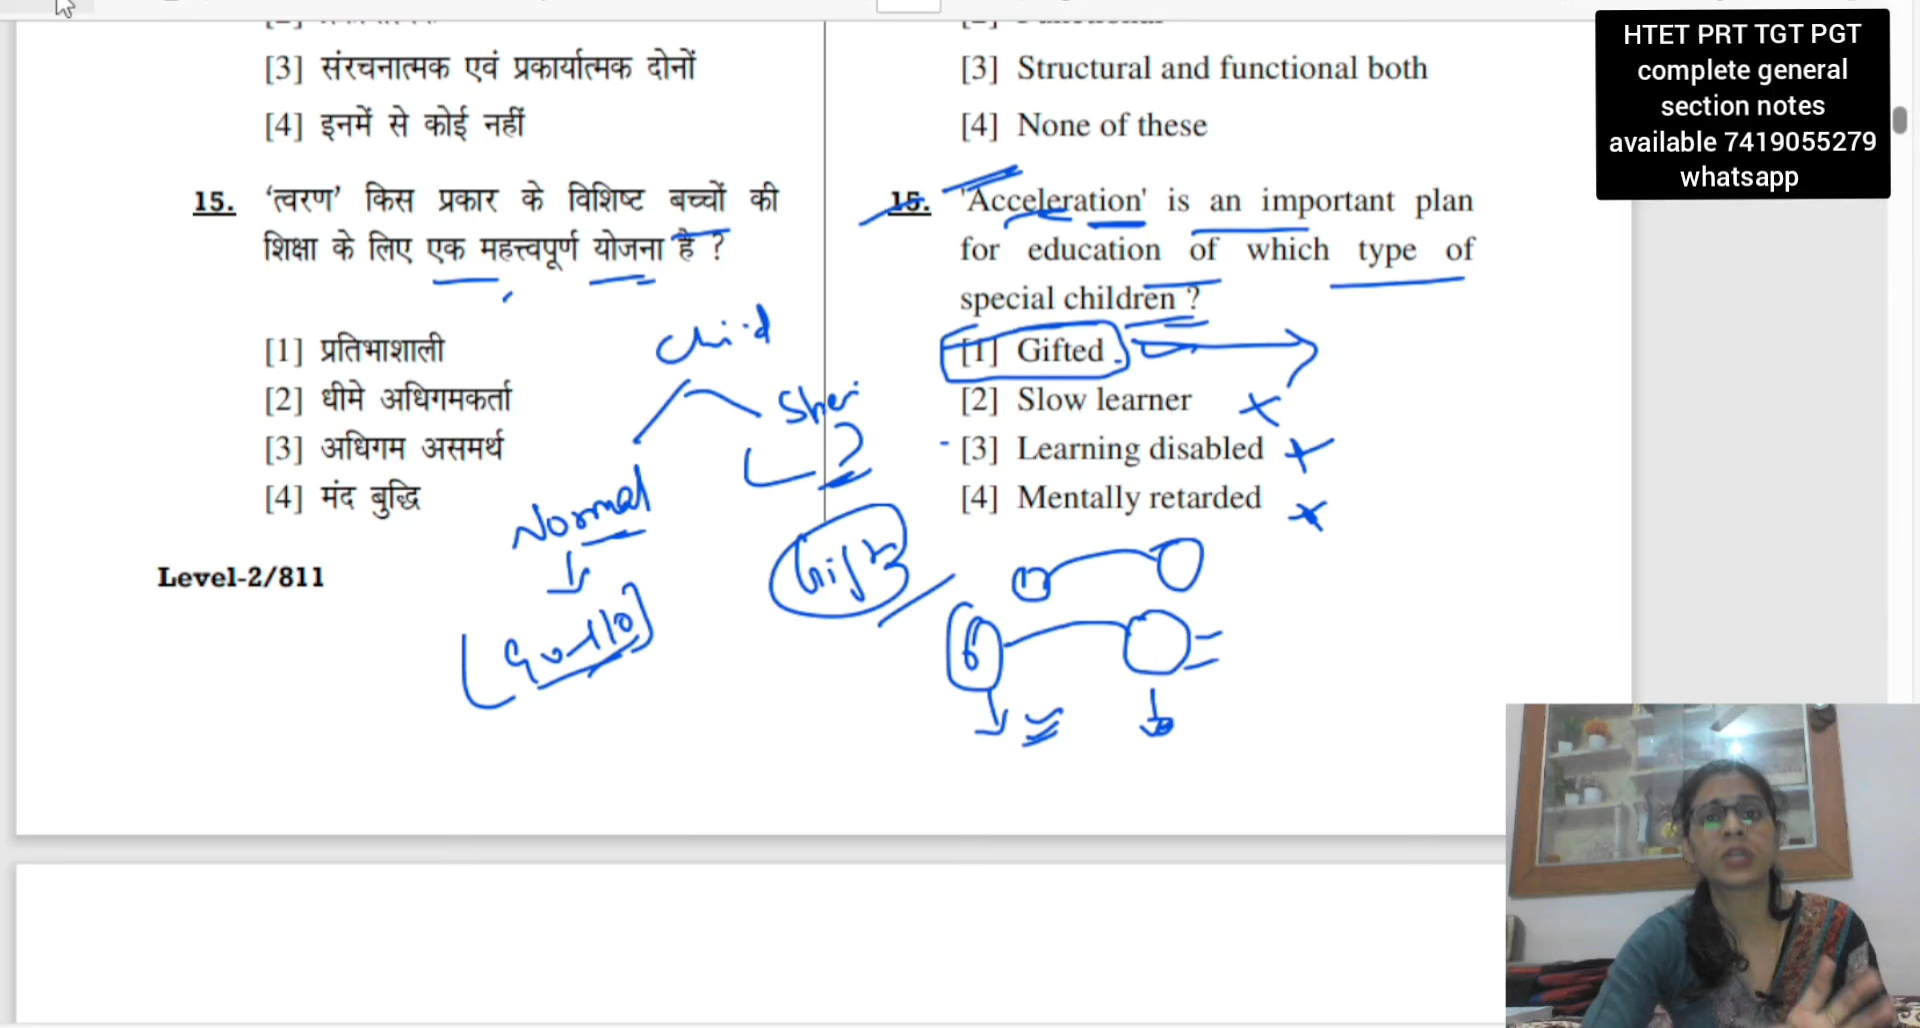 [3] संरचनात्मक एवं प्रकार्यात्मक दोनों
[4] इनमें से कोई नहीं
15. ‘त्वरण’ किस प्रकार के विशिष्ट बच्चों की
शिक्षा के लिए एक महत्त्वपूर्ण योजना है ?
[1] प्रतिभाशाली
[2] धीमे अधिगमकर्ता
[3] अधिगम असमर्थ
[4] मंद बुद्धि
Level-2/811
[3] Structural and functional both
[4] None of these
15. 'Acceleration' is an important plan
for education of which type of
special children ?
[1] Gifted
[2] Slow learner
[3] Learning disabled
[4] Mentally retarded
Normal
90-110
HTET PRT TGT PGT
complete general
section notes
available 7419055279
whatsapp